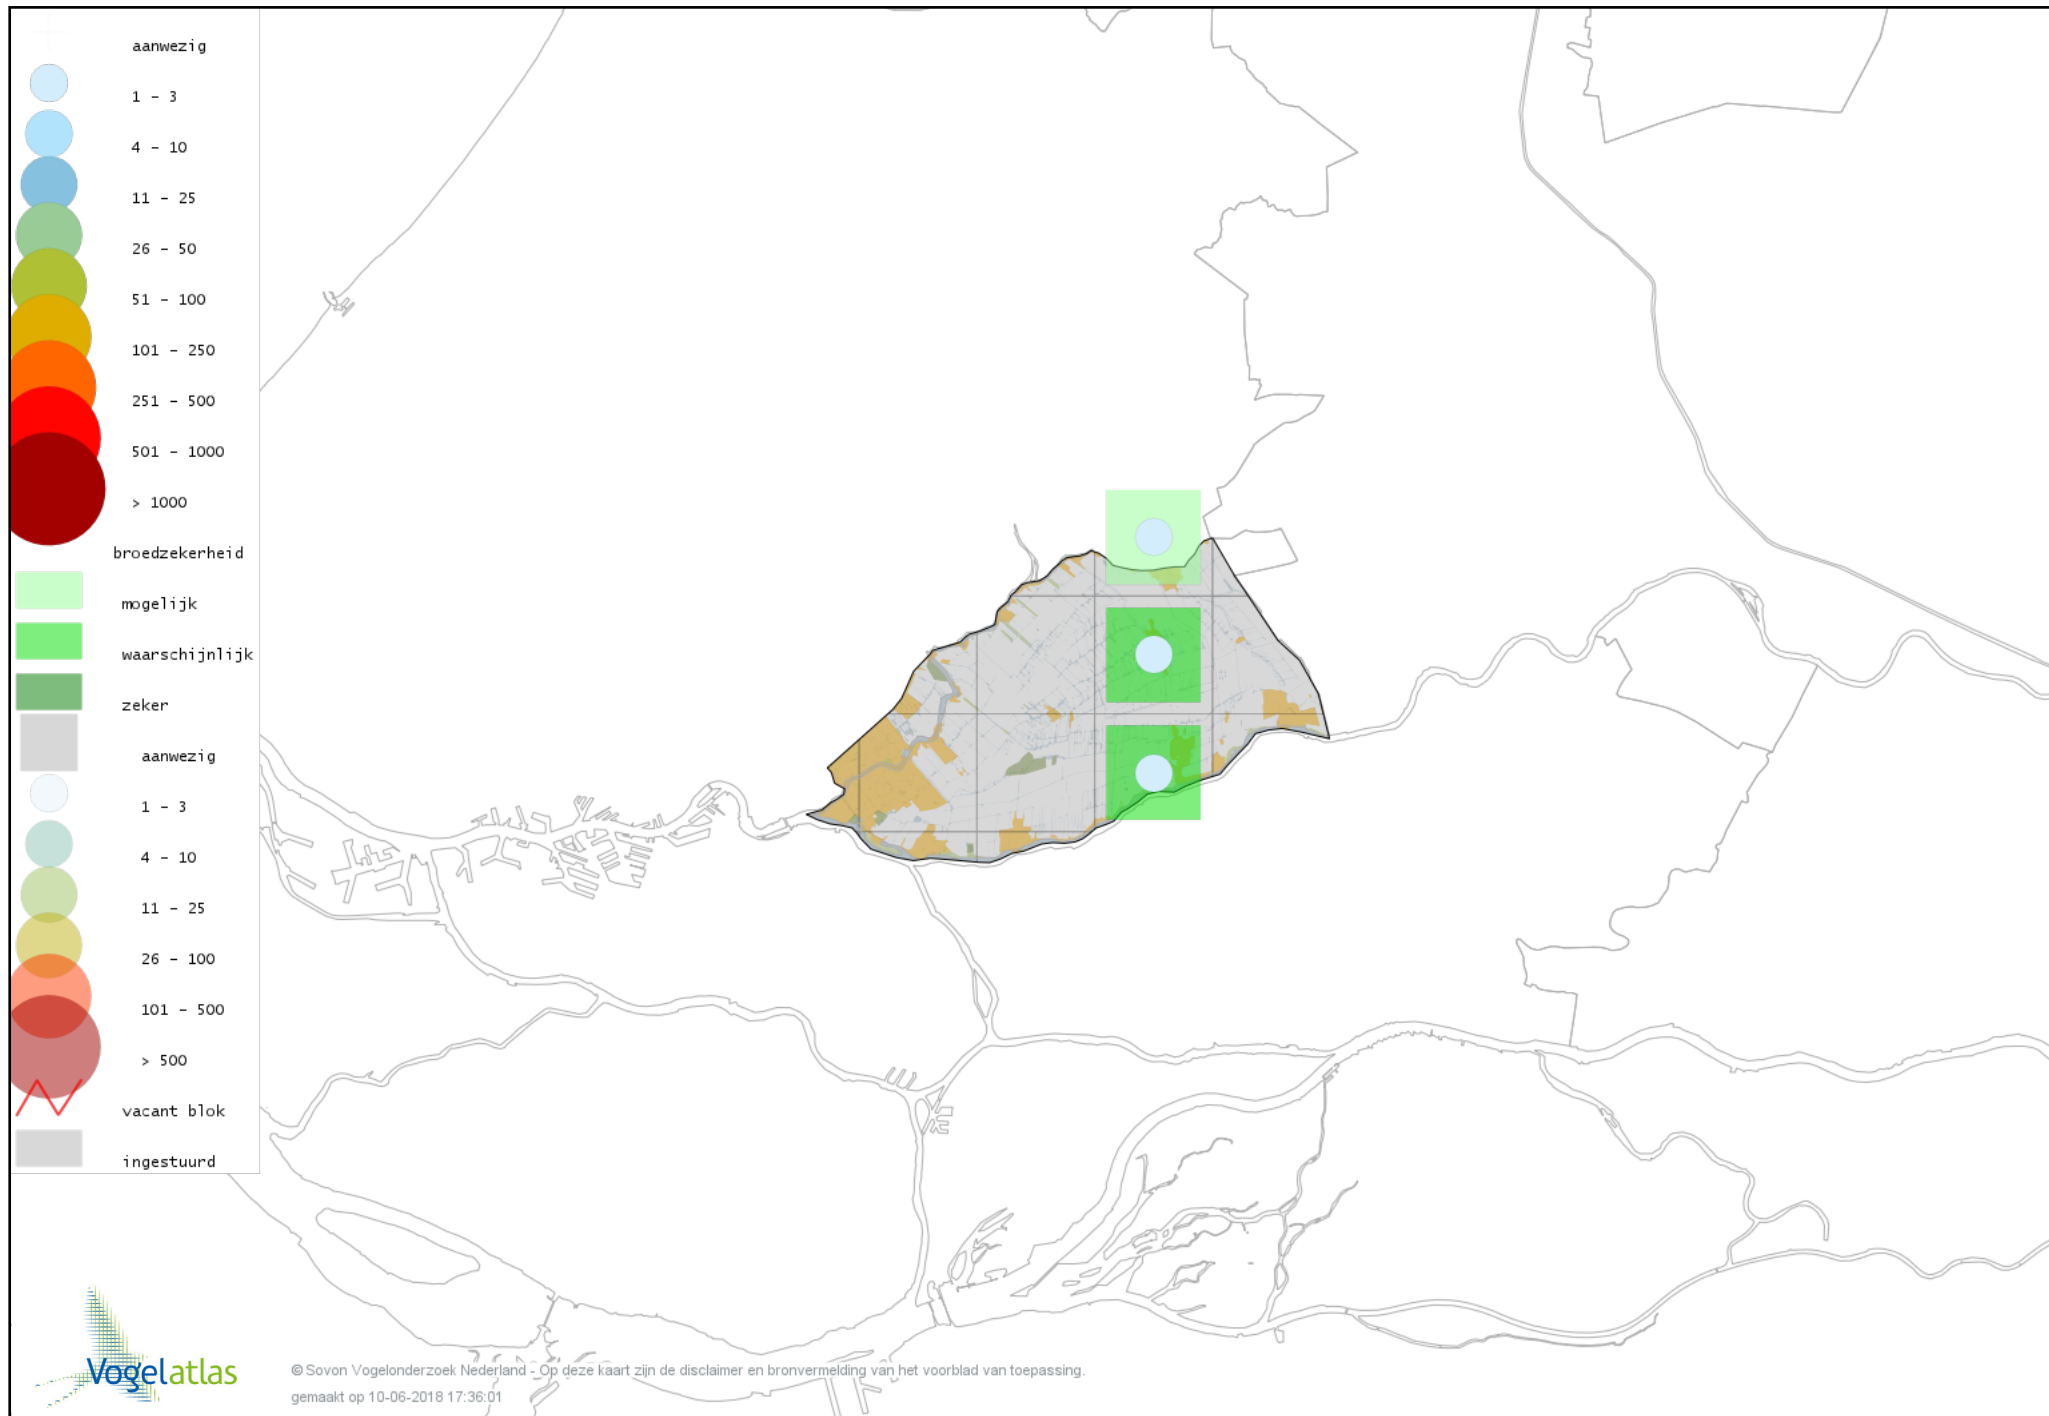 aanwezig
1 - 3
4 - 10
11 - 25
26 - 50
51 - 100
101 - 250
251 - 500
501 - 1000
> 1000
broedzekerheid
mogelijk
waarschijnlijk
zeker
aanwezig
1 - 3
4 - 10
11 - 25
26 - 100
101 - 500
> 500
vacant blok
ingestuurd
Vogelatlas
© Sovon Vogelonderzoek Nederland - Op deze kaart zijn de disclaimer en bronvermelding van het voorblad van toepassing.
gemaakt op 10-06-2018 17:36:01